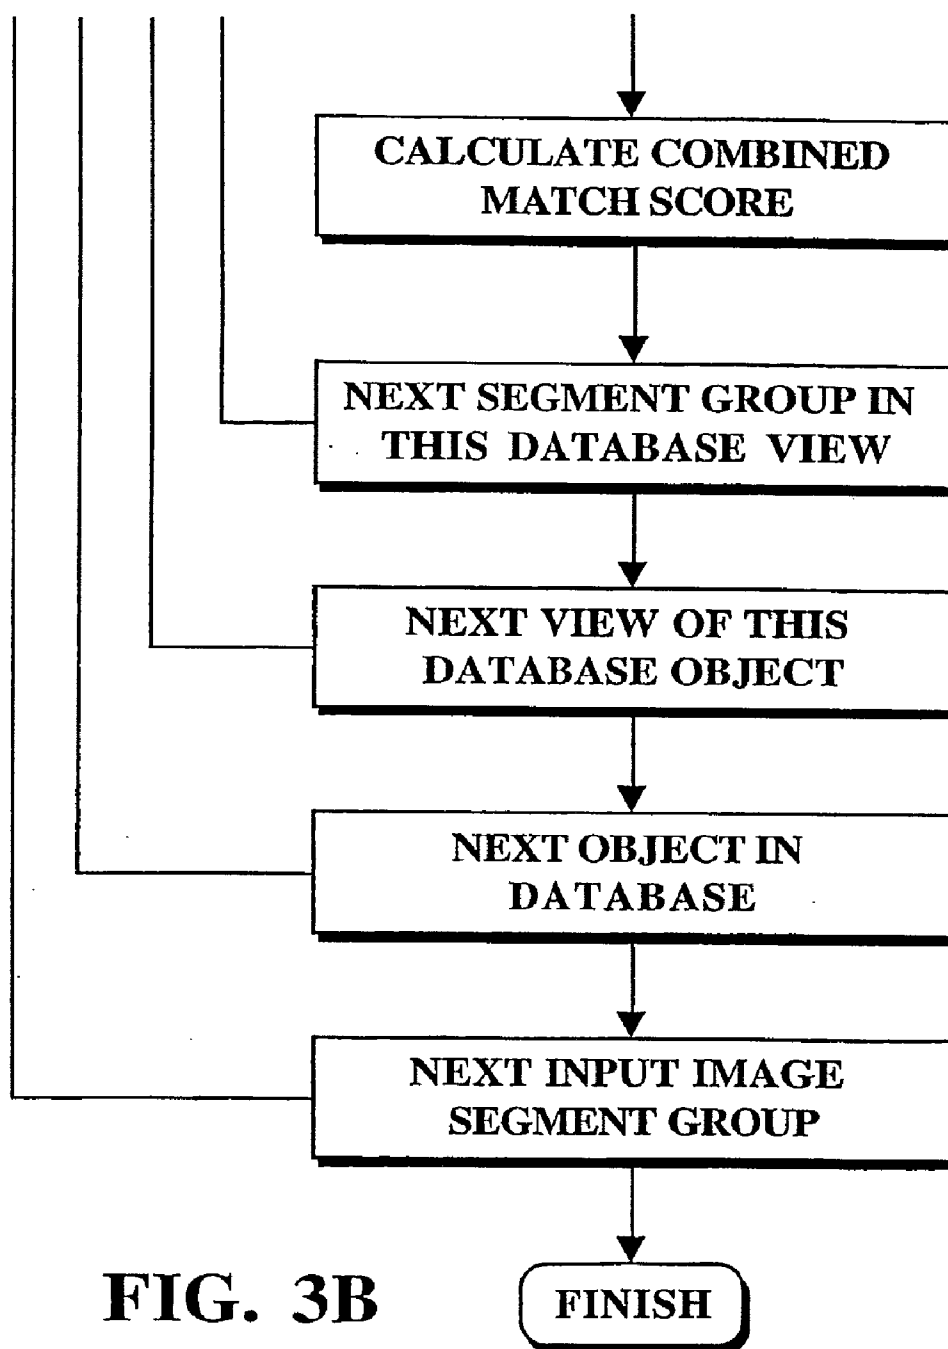 CALCULATE COMBINED
MATCH SCORE
NEXT SEGMENT GROUP IN
THIS DATABASE VIEW
NEXT VIEW OF THIS
DATABASE OBJECT
NEXT OBJECT IN
DATABASE
NEXT INPUT IMAGE
SEGMENT GROUP
FINISH
FIG. 3B